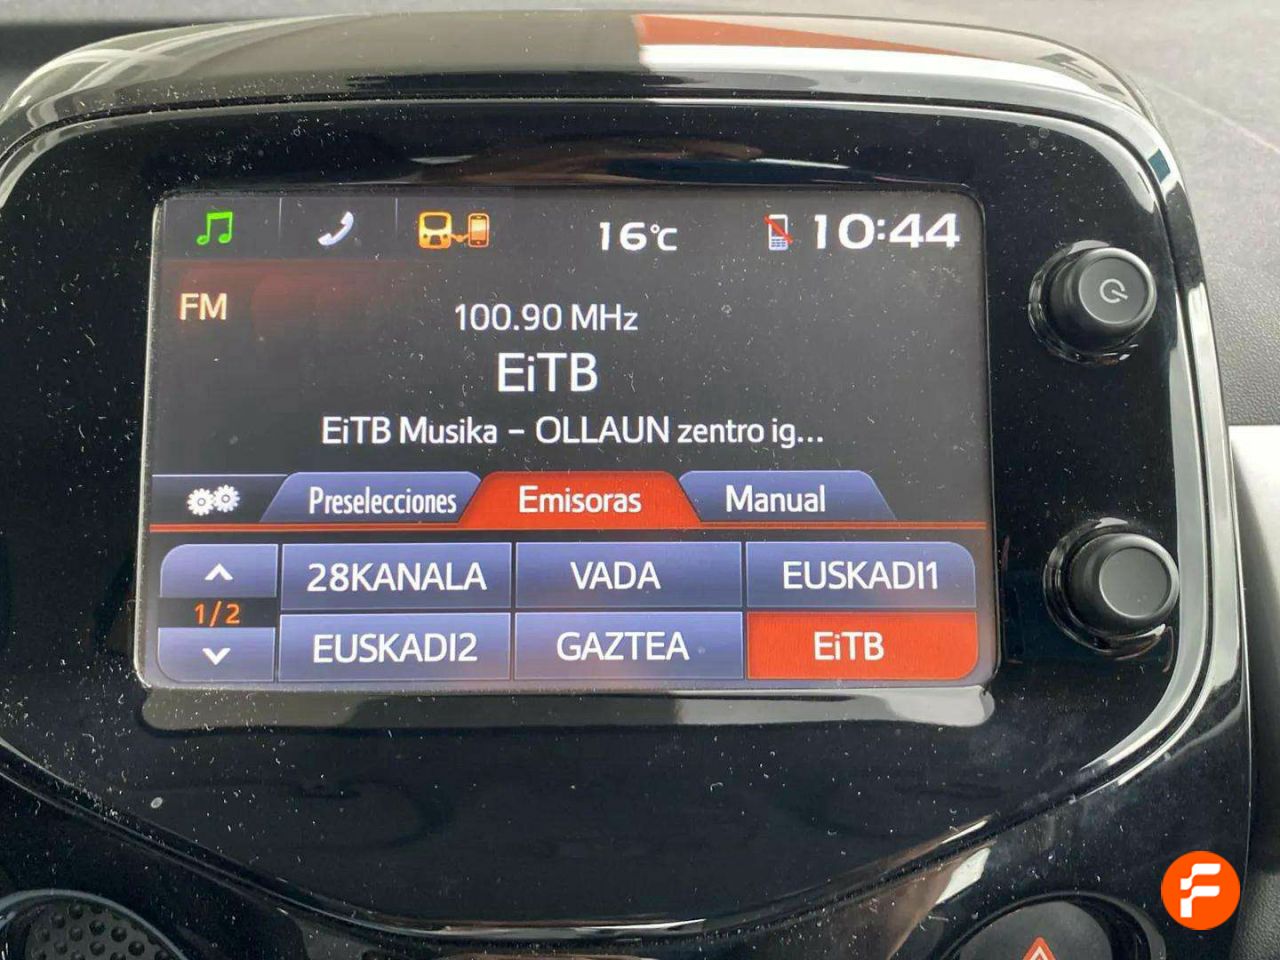 16°C 10:44
FM
100.90 MHz
EiTB
EiTB Musika - OLLAUN zentro ig...
Preselecciones Emisoras Manual
28KANALA VADA EUSKADI1
1/2
EUSKADI2 GAZTEA EiTB